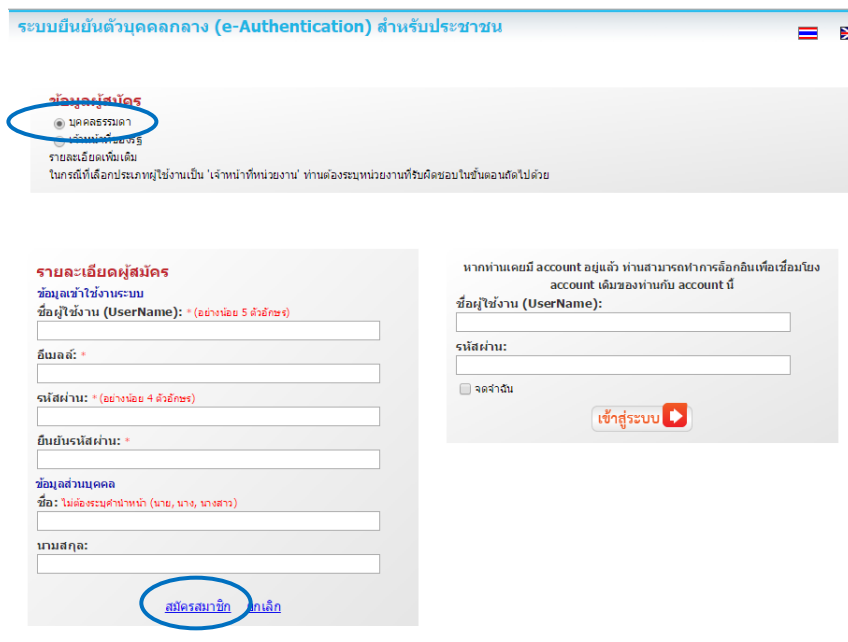 ระบบยืนยันตัวบุคคลกลาง (e-Authentication) สำหรับประชาชน
ข้อมูลผู้สมัคร
บุคคลธรรมดา
เจ้าหน้าที่ของรัฐ
รายละเอียดเพิ่มเติม
ในกรณีที่เลือกประเภทผู้ใช้งานเป็น 'เจ้าหน้าที่หน่วยงาน' ท่านต้องระบุหน่วยงานที่รับผิดชอบในขั้นตอนถัดไปด้วย
รายละเอียดผู้สมัคร
ข้อมูลเข้าใช้งานระบบ
ชื่อผู้ใช้งาน (UserName): * (อย่างน้อย 5 ตัวอักษร)
อีเมลล์: *
รหัสผ่าน: * (อย่างน้อย 4 ตัวอักษร)
ยืนยันรหัสผ่าน: *
ข้อมูลส่วนบุคคล
ชื่อ: ไม่ต้องระบุคำนำหน้า (นาย, นาง, นางสาว)
นามสกุล:
สมัครสมาชิก ยกเลิก
หากท่านเคยมี account อยู่แล้ว ท่านสามารถทำการล็อกอินเพื่อเชื่อมโยง
account เดิมของท่านกับ account นี้
ชื่อผู้ใช้งาน (UserName):
รหัสผ่าน:
จดจำฉัน
เข้าสู่ระบบ